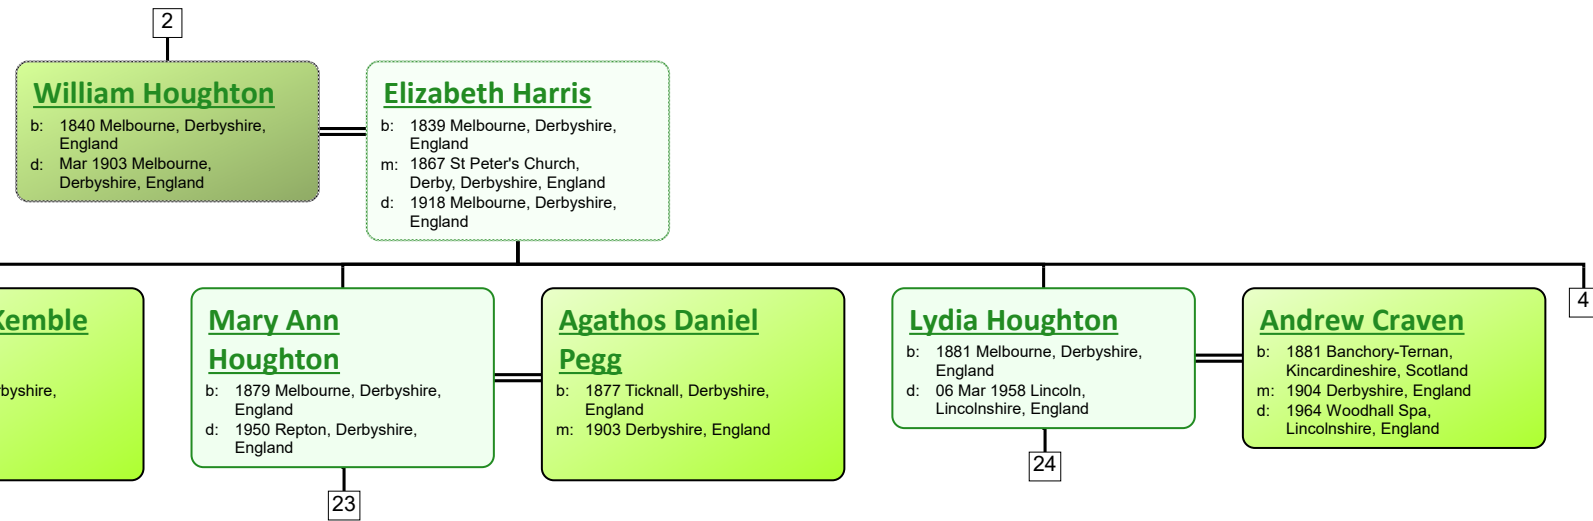 2
William Houghton
b: 1840 Melbourne, Derbyshire,
England
d: Mar 1903 Melbourne,
Derbyshire, England
Elizabeth Harris
b: 1839 Melbourne, Derbyshire,
England
m: 1867 St Peter's Church,
Derby, Derbyshire, England
d: 1918 Melbourne, Derbyshire,
England
Mary Ann
Houghton
b: 1879 Melbourne, Derbyshire,
England
d: 1950 Repton, Derbyshire,
England
23
Agathos Daniel
Pegg
b: 1877 Ticknall, Derbyshire,
England
m: 1903 Derbyshire, England
Lydia Houghton
b: 1881 Melbourne, Derbyshire,
England
d: 06 Mar 1958 Lincoln,
Lincolnshire, England
24
Andrew Craven
b: 1881 Banchory-Ternan,
Kincardineshire, Scotland
m: 1904 Derbyshire, England
d: 1964 Woodhall Spa,
Lincolnshire, England
4